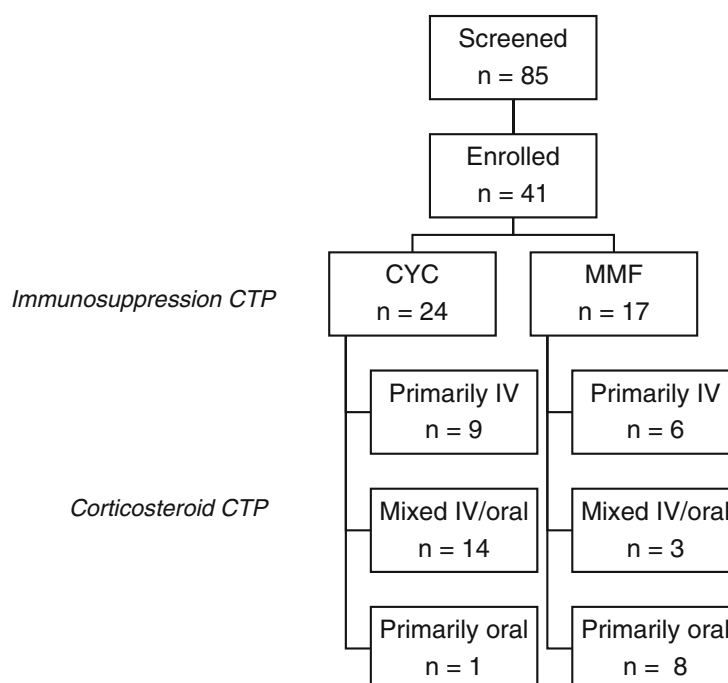 Screened
n = 85
Enrolled
n = 41
Immunosuppression CTP
CYC
n = 24
MMF
n = 17
Corticosteroid CTP
Primarily IV
n = 9
Primarily IV
n = 6
Mixed IV/oral
n = 14
Mixed IV/oral
n = 3
Primarily oral
n = 1
Primarily oral
n = 8